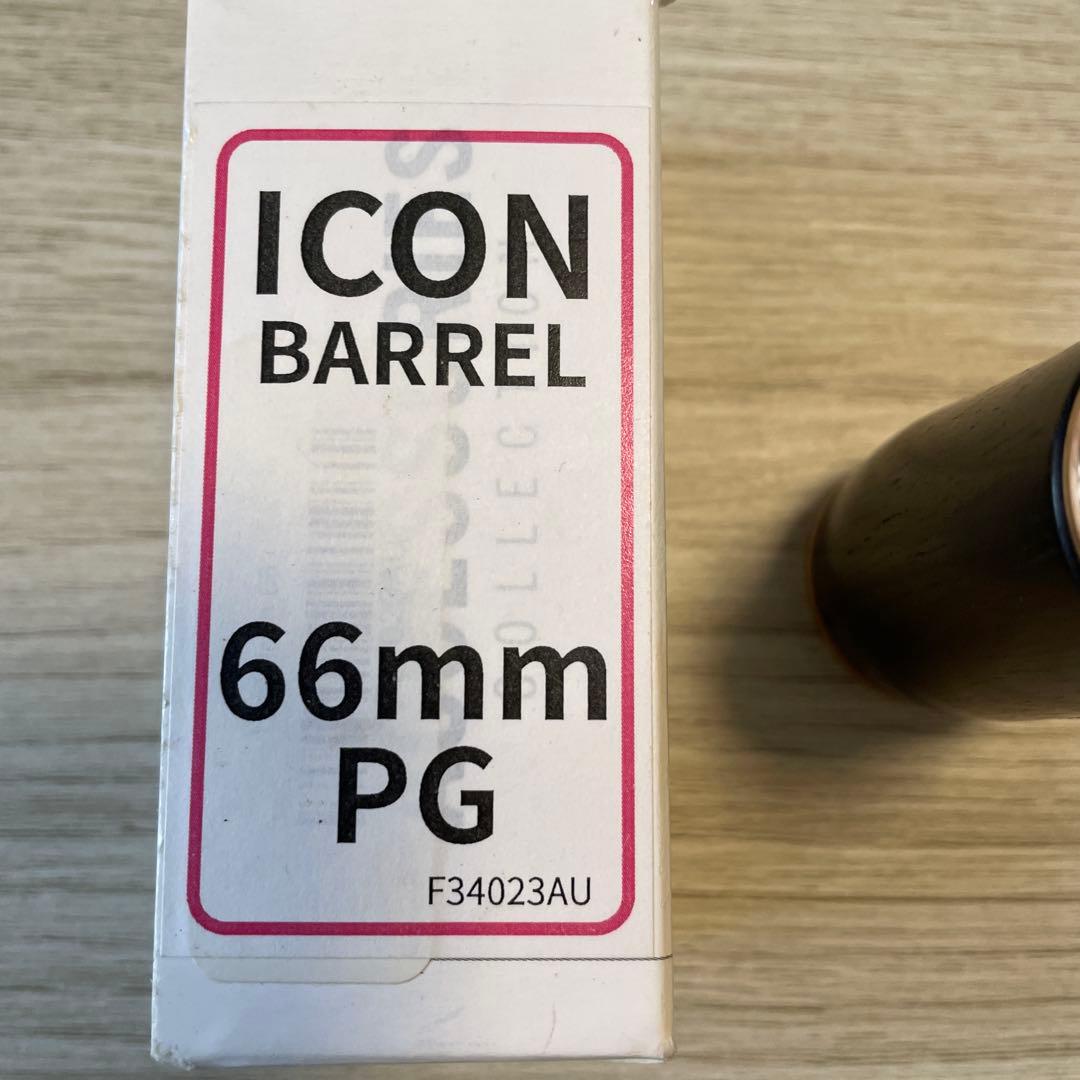 ICON
BARREL
66mm
PG
F34023AU